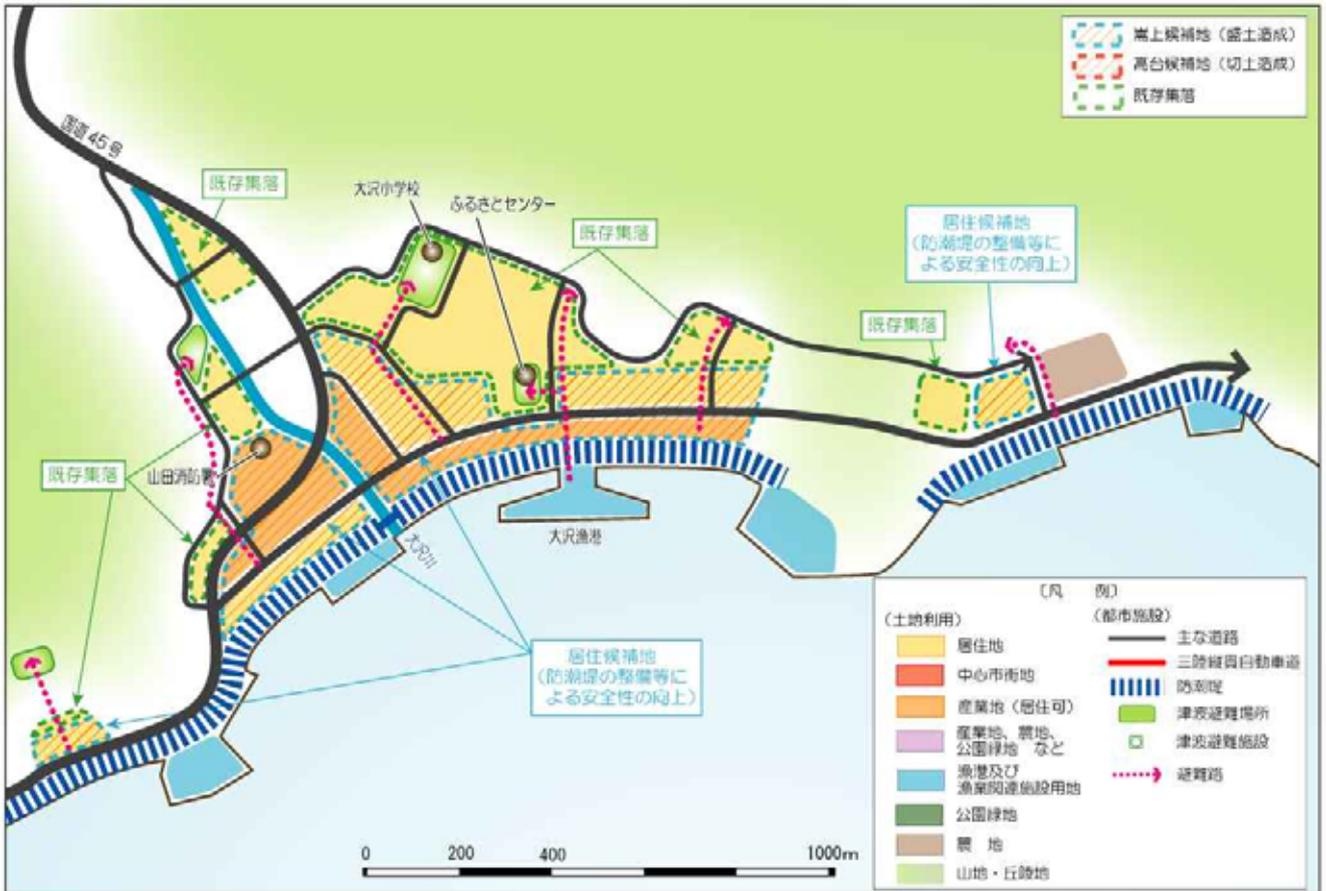 嵩上候補地（盛土造成）
高台候補地（切土造成）
既存集落
国道45号
既存集落
大沢小学校
ふるさとセンター
既存集落
居住候補地
（防潮堤の整備等に
よる安全性の向上）
既存集落
既存集落
山田消防署
大沢川
大沢漁港
居住候補地
（防潮堤の整備等に
よる安全性の向上）
0
200
400
1000m
（凡　例）
（土地利用）
居住地
中心市街地
産業地（居住可）
産業地、農地、
公園緑地　など
漁港及び
漁業関連施設用地
公園緑地
農　地
山地・丘陵地
（都市施設）
主な道路
三陸縦貫自動車道
防潮堤
津波避難場所
津波避難施設
避難路